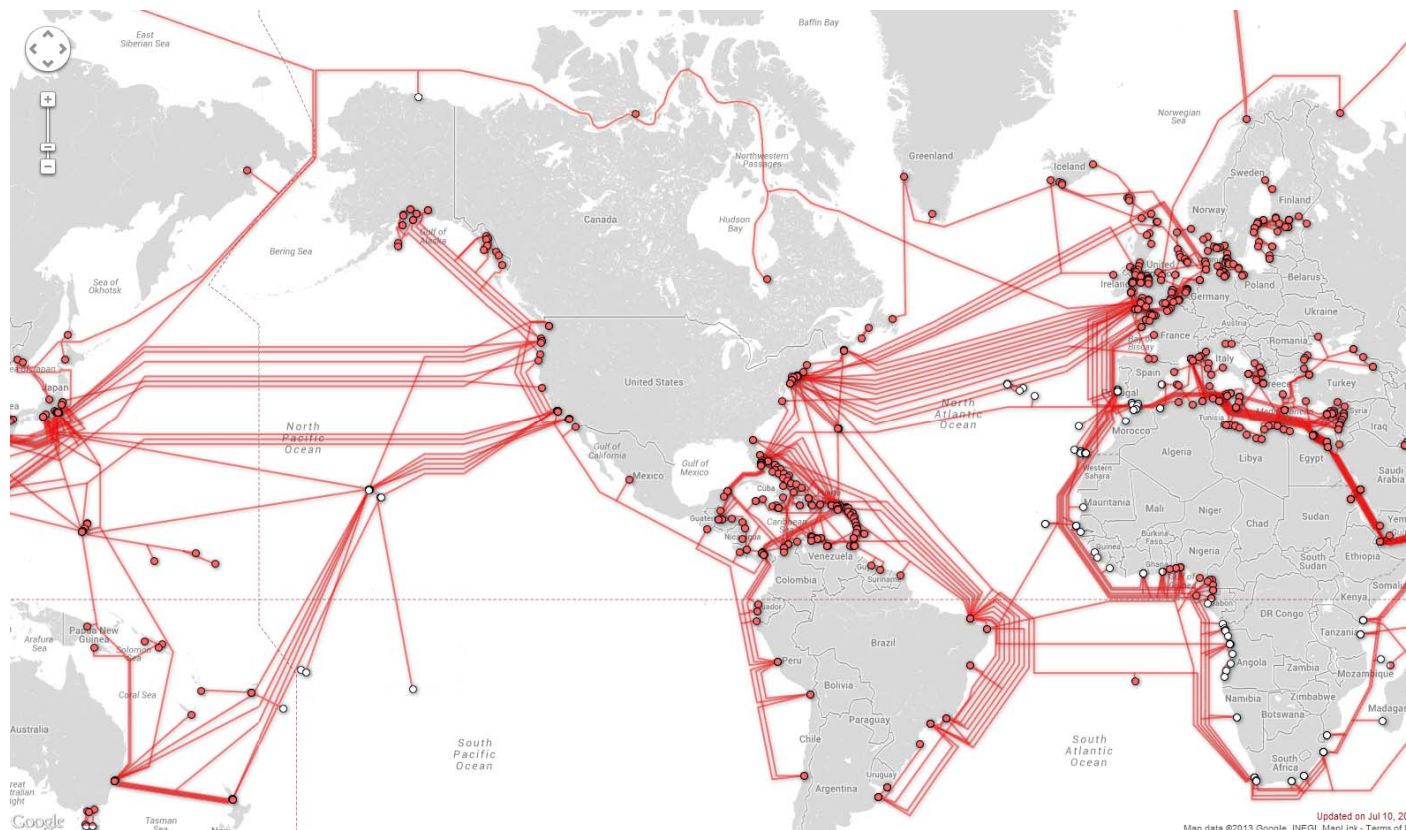 Baffin Bay
East
Siberian Sea
Norwegian
Sea
Northwestern
Passages
Greenland
Iceland
Sweden
Finland
Norway
Canada
Hudson
Bay
Gulf of
Alaska
Bering Sea
Sea of
Okhotsk
United
Ireland
Belarus
Poland
Germany
Ukraine
Austria
France
Romania
Bay of
Biscay
Italy
Spain
Portugal
Greece
Turkey
Japan
United States
North
Pacific
Ocean
North
Atlantic
Ocean
Tunisia
Syria
Iraq
Morocco
Gulf of
California
Gulf of
Mexico
Mexico
Algeria
Libya
Egypt
Western
Sahara
Saudi
Arabia
Cuba
Mauritania
Mali
Niger
Chad
Sudan
Caribbean
Nicaragua
Burkina
Faso
Guinea
Nigeria
Ghana
South
Sudan
Ethiopia
Venezuela
Colombia
Suriname
Gabon
DR Congo
Kenya
Tanzania
Papua New
Guinea
Arafura
Sea
Solomon
Sea
Brazil
Peru
Angola
Zambia
Mozambique
Coral Sea
Bolivia
Namibia
Zimbabwe
Botswana
Australia
Paraguay
Chile
South
Pacific
Ocean
South
Atlantic
Ocean
South
Africa
Uruguay
Argentina
Google
Tasman
Sea
Updated on Jul 10, 20
Map data ©2013 Google, INEGI, MapLink - Terms of